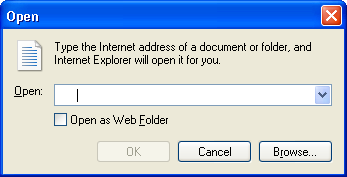 Open
Type the Internet address of a document or folder, and
Internet Explorer will open it for you.
Open:
Open as Web Folder
OK Cancel Browse...